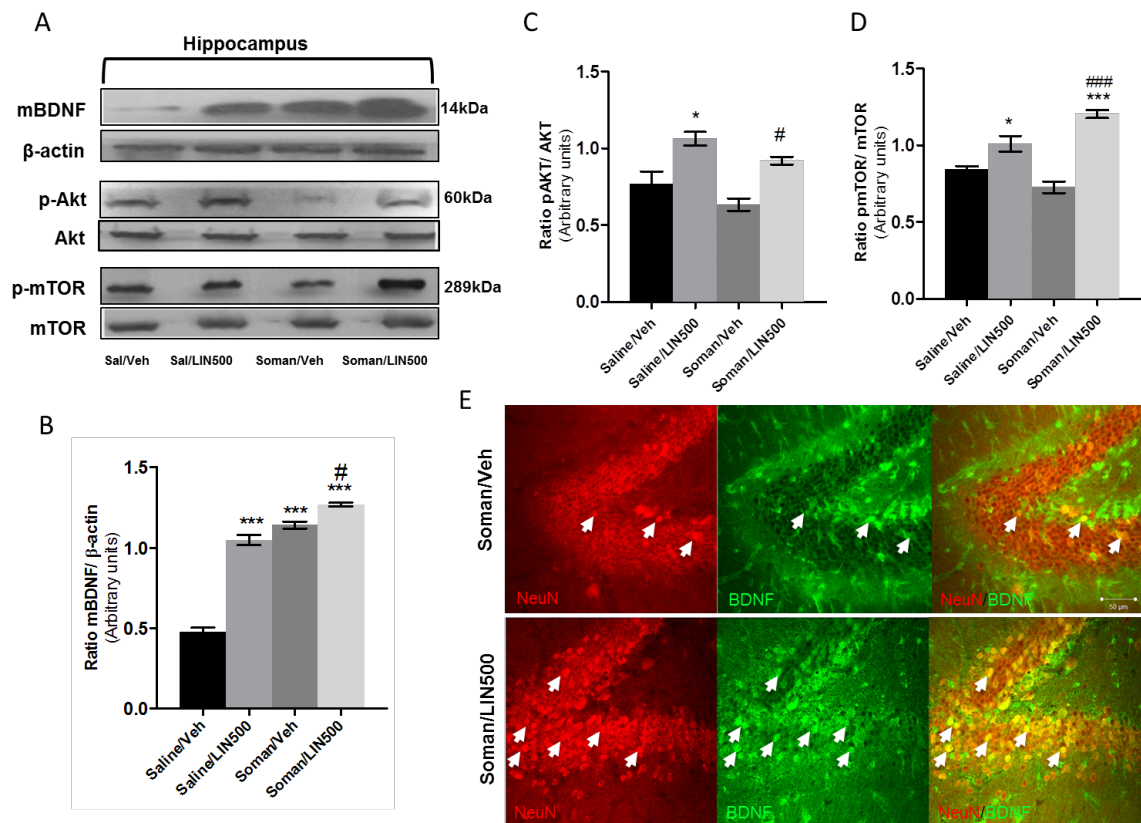 A
Hippocampus
mBDNF
14kDa
β-actin
p-Akt
60kDa
Akt
p-mTOR
289kDa
mTOR
Sal/Veh Sal/LIN500 Soman/Veh Soman/LIN500
B
Ratio mBDNF/ β-actin
(Arbitrary units)
1.5
1.0
0.5
0.0
***
***
#
***
Saline/Veh
Saline/LIN500
Soman/Veh
Soman/LIN500
C
Ratio pAKT/ AKT
(Arbitrary units)
1.5
1.0
0.5
0.0
*
#
Saline/Veh
Saline/LIN500
Soman/Veh
Soman/LIN500
D
Ratio pmTOR/ mTOR
(Arbitrary units)
1.5
1.0
0.5
0.0
*
###
***
Saline/Veh
Saline/LIN500
Soman/Veh
Soman/LIN500
E
Soman/Veh
NeuN
BDNF
NeuN/BDNF
50 µm
Soman/LIN500
NeuN
BDNF
NeuN/BDNF